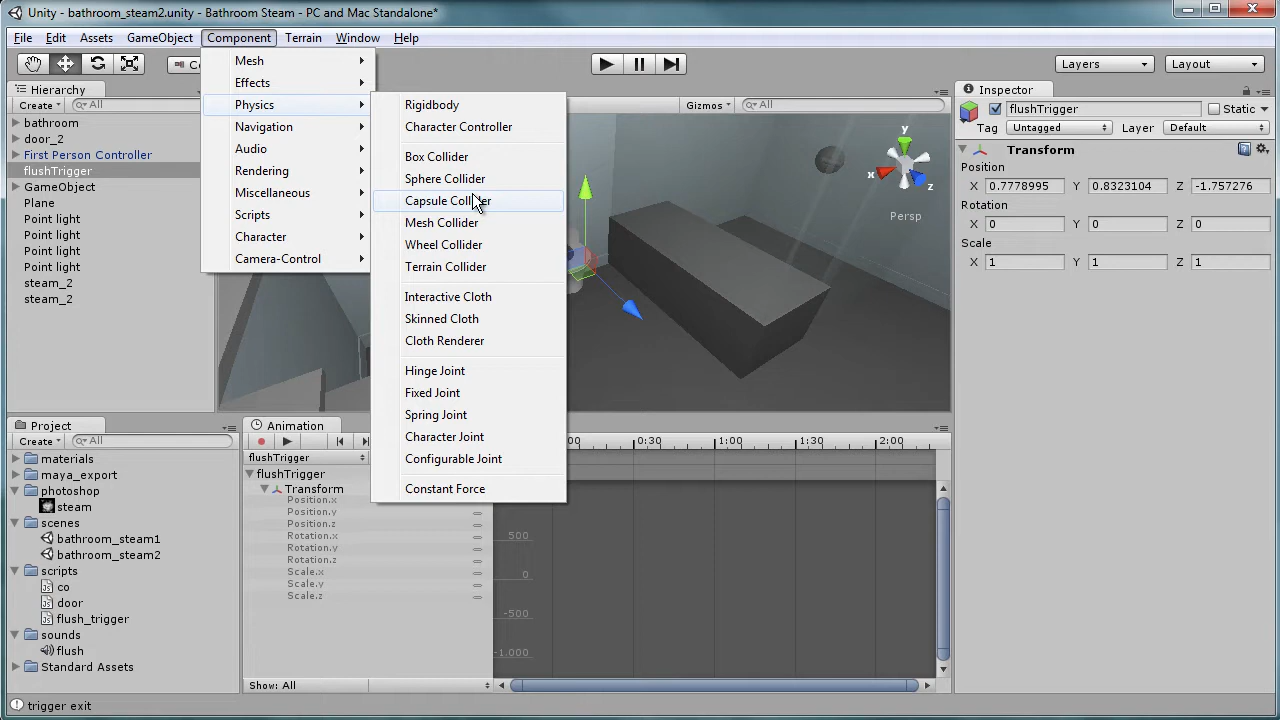 Unity - bathroom_steam2.unity - Bathroom Steam - PC and Mac Standalone*
File Edit Assets GameObject Component Terrain Window Help
Layers Layout
Hierarchy
Create All
bathroom
door_2
First Person Controller
flushTrigger
GameObject
Plane
Point light
Point light
Point light
Point light
steam_2
steam_2
Mesh
Effects
Physics
Navigation
Audio
Rendering
Miscellaneous
Scripts
Character
Camera-Control
Rigidbody
Character Controller
Box Collider
Sphere Collider
Capsule Collider
Mesh Collider
Wheel Collider
Terrain Collider
Interactive Cloth
Skinned Cloth
Cloth Renderer
Hinge Joint
Fixed Joint
Spring Joint
Character Joint
Configurable Joint
Constant Force
Gizmos All
y
x
z
Persp
Inspector
flushTrigger Static
Tag Untagged Layer Default
Transform
Position
X 0.7778995 Y 0.8323104 Z -1.757276
Rotation
X 0 Y 0 Z 0
Scale
X 1 Y 1 Z 1
Project
Create All
materials
maya_export
photoshop
steam
scenes
bathroom_steam1
bathroom_steam2
scripts
co
door
flush_trigger
sounds
flush
Standard Assets
Animation
flushTrigger
flushTrigger
Transform
Position.x
Position.y
Position.z
Rotation.x
Rotation.y
Rotation.z
Scale.x
Scale.y
Scale.z
Show: All
0:30 1:00 1:30 2:00
500
0
-500
-1.000
trigger exit